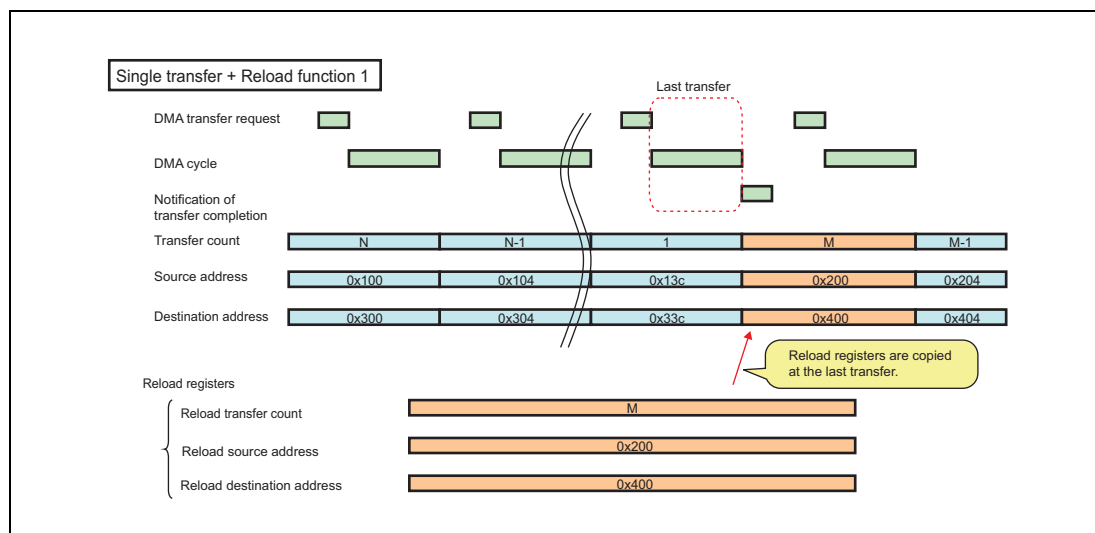 Single transfer + Reload function 1
Last transfer
DMA transfer request
DMA cycle
Notification of
transfer completion
Transfer count
N
N-1
1
M
M-1
Source address
0x100
0x104
0x13c
0x200
0x204
Destination address
0x300
0x304
0x33c
0x400
0x404
Reload registers are copied
at the last transfer.
Reload registers
Reload transfer count
M
Reload source address
0x200
Reload destination address
0x400